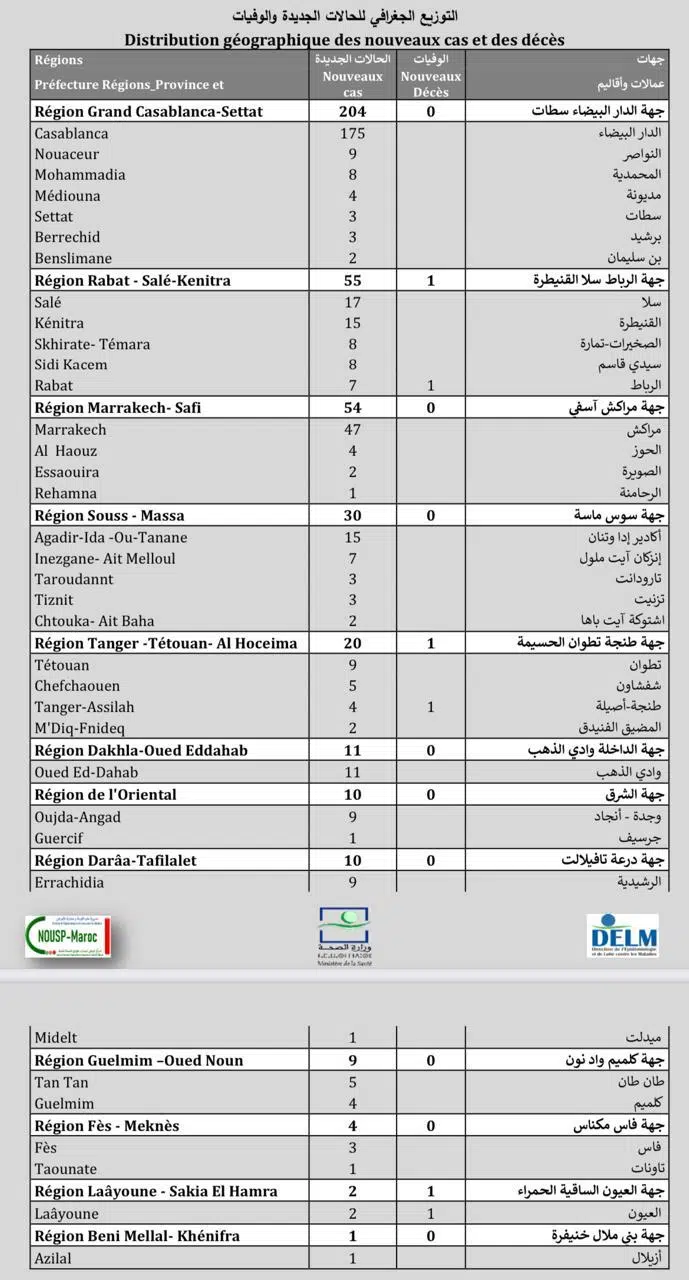 التوزيع الجغرافي للحالات الجديدة والوفيات
Distribution géographique des nouveaux cas et des décès
Régions الحالات الجديدة الوفيات جهات
Préfecture Régions_Province et Nouveaux cas Nouveaux Décès عمالات وأقاليم
Région Grand Casablanca-Settat 204 0 جهة الدار البيضاء سطات
Casablanca 175 الدار البيضاء
Nouaceur 9 النواصر
Mohammadia 8 المحمدية
Médiouna 4 مديونة
Settat 3 سطات
Berrechid 3 برشيد
Benslimane 2 بن سليمان
Région Rabat - Salé-Kenitra 55 1 جهة الرباط سلا القنيطرة
Salé 17 سلا
Kénitra 15 القنيطرة
Skhirate- Témara 8 الصخيرات-تمارة
Sidi Kacem 8 سيدي قاسم
Rabat 7 1 الرباط
Région Marrakech- Safi 54 0 جهة مراكش آسفي
Marrakech 47 مراكش
Al Haouz 4 الحوز
Essaouira 2 الصويرة
Rehamna 1 الرحامنة
Région Souss - Massa 30 0 جهة سوس ماسة
Agadir-Ida -Ou-Tanane 15 أكادير إدا وتنان
Inezgane- Ait Melloul 7 إنزكان آيت ملول
Taroudannt 3 تارودانت
Tiznit 3 تزنيت
Chtouka- Ait Baha 2 اشتوكة آيت باها
Région Tanger -Tétouan- Al Hoceima 20 1 جهة طنجة تطوان الحسيمة
Tétouan 9 تطوان
Chefchaouen 5 شفشاون
Tanger-Assilah 4 1 طنجة-أصيلة
M'Diq-Fnideq 2 المضيق الفنيدق
Région Dakhla-Oued Eddahab 11 0 جهة الداخلة وادي الذهب
Oued Ed-Dahab 11 وادي الذهب
Région de l'Oriental 10 0 جهة الشرق
Oujda-Angad 9 وجدة - أنجاد
Guercif 1 جرسيف
Région Darâa-Tafilalet 10 0 جهة درعة تافيلالت
Errachidia 9 الرشيدية
NOUSP-Maroc
وزارة الصحة
Ministère de la Santé
DELM
Direction de l'Epidémiologie
et de Lutte contre les Maladies
Midelt 1 ميدلت
Région Guelmim –Oued Noun 9 0 جهة كلميم واد نون
Tan Tan 5 طان طان
Guelmim 4 كلميم
Région Fès - Meknès 4 0 جهة فاس مكناس
Fès 3 فاس
Taounate 1 تاونات
Région Laâyoune - Sakia El Hamra 2 1 جهة العيون الساقية الحمراء
Laâyoune 2 1 العيون
Région Beni Mellal- Khénifra 1 0 جهة بني ملال خنيفرة
Azilal 1 أزيلال